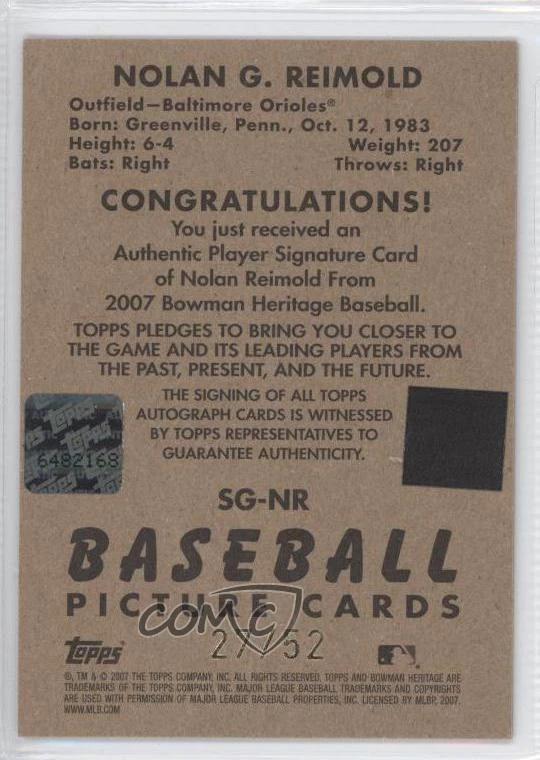 NOLAN G. REIMOLD
Outfield—Baltimore Orioles®
Born: Greenville, Penn., Oct. 12, 1983
Height: 6-4 Weight: 207
Bats: Right Throws: Right
CONGRATULATIONS!
You just received an
Authentic Player Signature Card
of Nolan Reimold From
2007 Bowman Heritage Baseball.
TOPPS PLEDGES TO BRING YOU CLOSER TO
THE GAME AND ITS LEADING PLAYERS FROM
THE PAST, PRESENT, AND THE FUTURE.
THE SIGNING OF ALL TOPPS
AUTOGRAPH CARDS IS WITNESSED
BY TOPPS REPRESENTATIVES TO
GUARANTEE AUTHENTICITY.
Topps
6482168
SG-NR
BASEBALL
PICTURE CARDS
COMC
27/52
Topps
®, TM & © 2007 THE TOPPS COMPANY, INC. ALL RIGHTS RESERVED. TOPPS AND BOWMAN HERITAGE ARE
TRADEMARKS OF THE TOPPS COMPANY, INC. MAJOR LEAGUE BASEBALL TRADEMARKS AND COPYRIGHTS
ARE USED WITH PERMISSION OF MAJOR LEAGUE BASEBALL PROPERTIES, INC. LICENSED BY MLBP, 2007.
WWW.MLB.COM